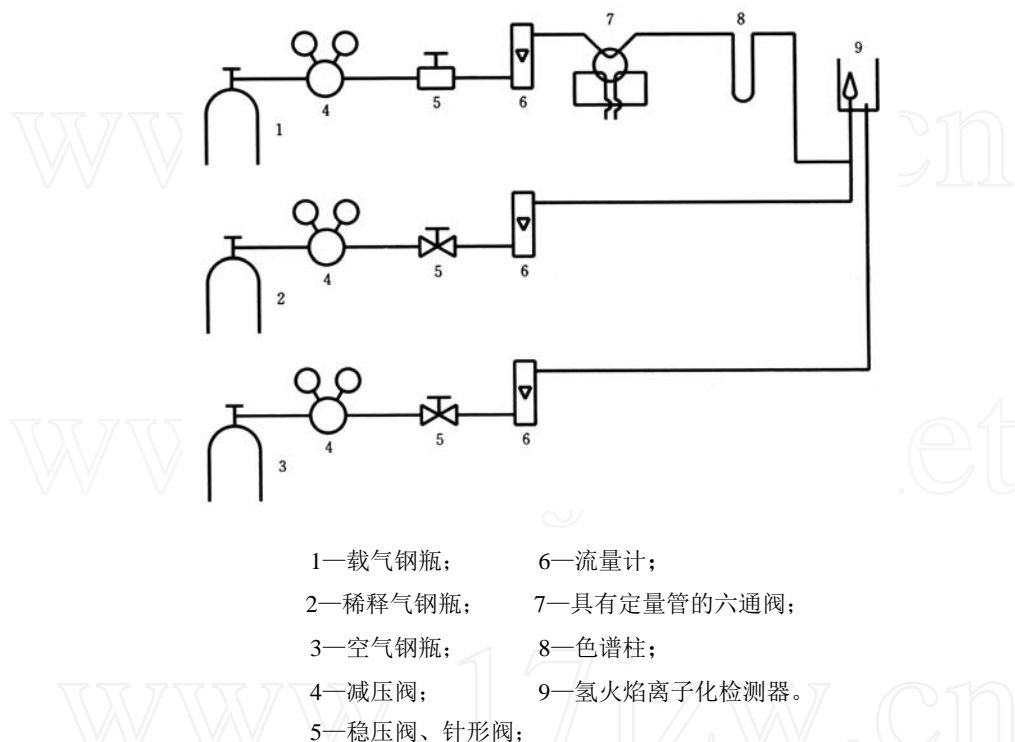 7
8
9
4
5
6
1
4
5
6
2
4
5
6
3
1—载气钢瓶; 6—流量计;
2—稀释气钢瓶; 7—具有定量管的六通阀;
3—空气钢瓶; 8—色谱柱;
4—减压阀; 9—氢火焰离子化检测器。
5—稳压阀、针形阀;
www.17jzw.cn